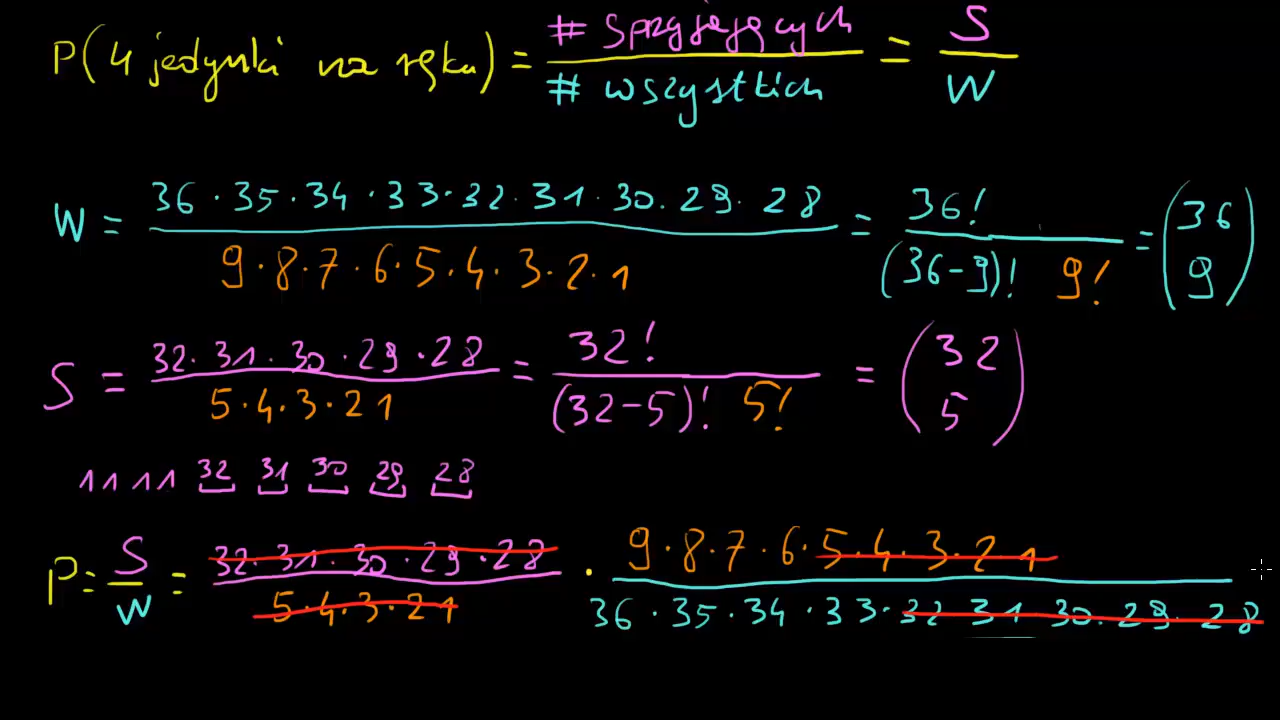 P(4 jedynki na ręku) = # sprzyjających / # wszystkich = S / W
W = 36·35·34·33·32·31·30·29·28 / 9·8·7·6·5·4·3·2·1 = 36! / (36-9)! 9! = (36 9)
S = 32·31·30·29·28 / 5·4·3·21 = 32! / (32-5)! 5! = (32 5)
1 1 1 1 32 31 30 29 28
P = S / W = 32·31·30·29·28 / 5·4·3·21 · 9·8·7·6·5·4·3·2·1 / 36·35·34·33·32 31 30·29·28